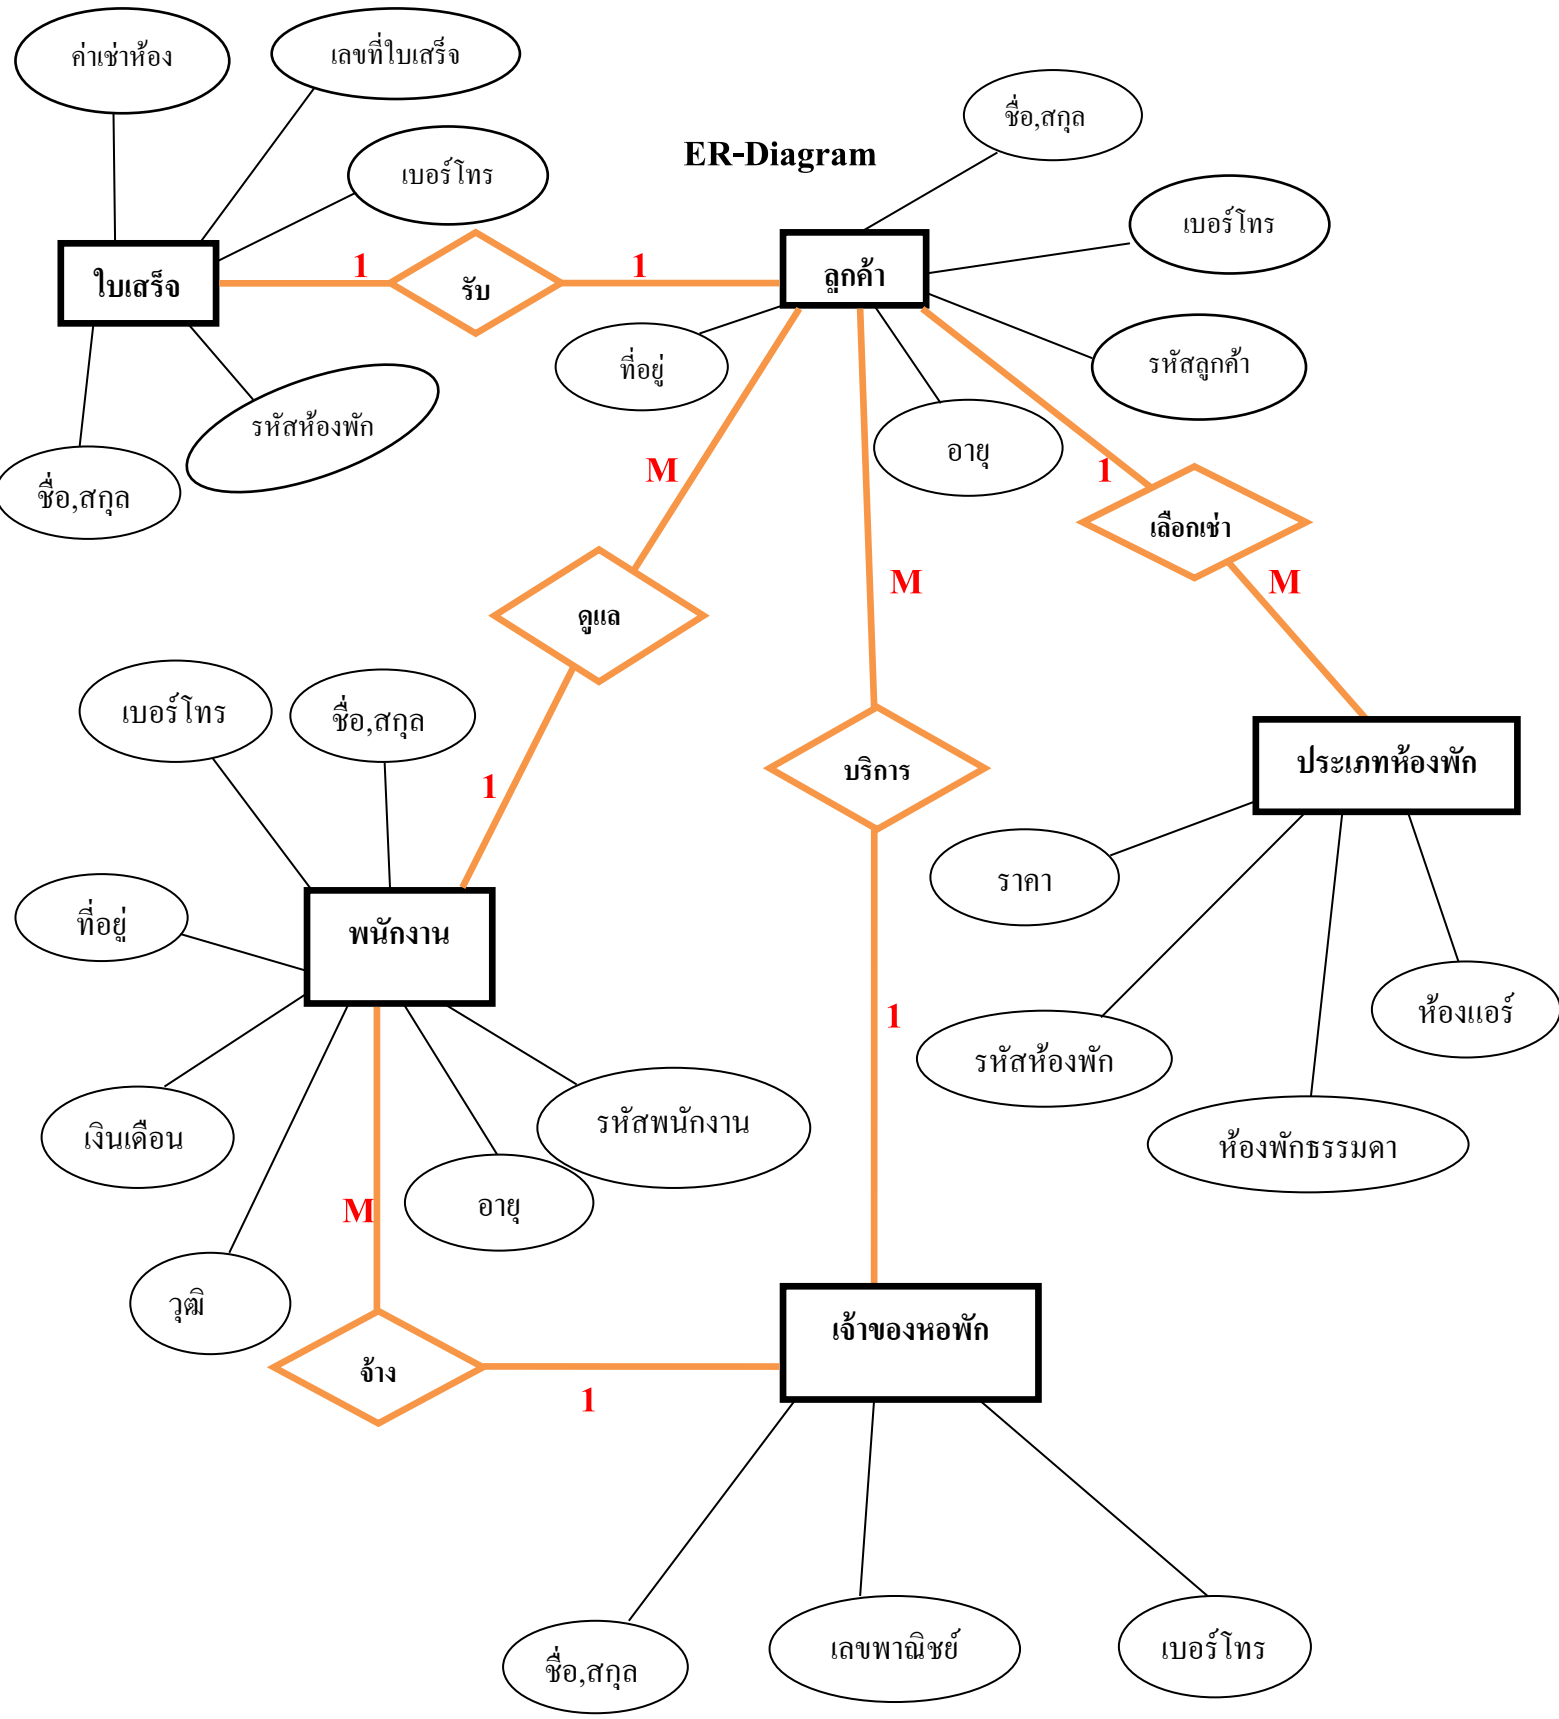 ค่าเช่าห้อง
เลขที่ใบเสร็จ
เบอร์โทร
ER-Diagram
ชื่อ,สกุล
เบอร์โทร
ใบเสร็จ
1
รับ
1
ลูกค้า
ที่อยู่
รหัสลูกค้า
รหัสห้องพัก
อายุ
ชื่อ,สกุล
M
1
เลือกเช่า
M
M
ดูแล
เบอร์โทร
ชื่อ,สกุล
1
บริการ
ประเภทห้องพัก
ราคา
ที่อยู่
พนักงาน
ห้องแอร์
1
รหัสห้องพัก
เงินเดือน
รหัสพนักงาน
ห้องพักธรรมดา
M
อายุ
วุฒิ
เจ้าของหอพัก
จ้าง
1
ชื่อ,สกุล
เลขพาณิชย์
เบอร์โทร